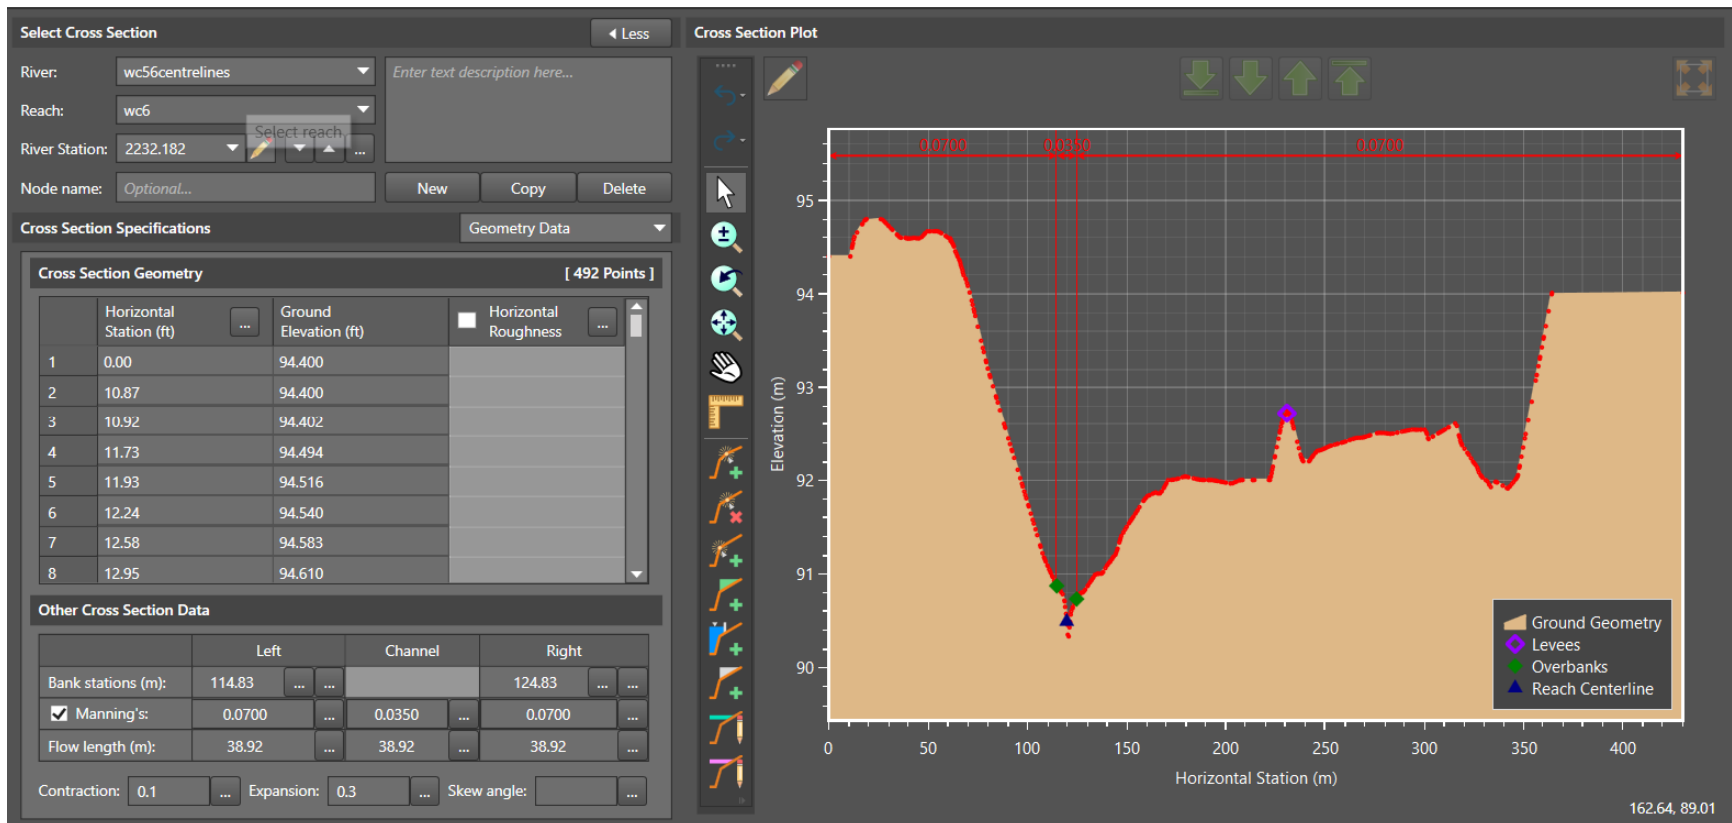 Select Cross Section
Less
River:
wc56centrelines
Enter text description here...
Reach:
wc6
Select reach
River Station:
2232.182
...
Node name:
Optional...
New
Copy
Delete
Cross Section Specifications
Geometry Data
Cross Section Geometry
[ 492 Points ]
Horizontal Station (ft)
...
Ground Elevation (ft)
Horizontal Roughness
...
1 0.00 94.400
2 10.87 94.400
3 10.92 94.402
4 11.73 94.494
5 11.93 94.516
6 12.24 94.540
7 12.58 94.583
8 12.95 94.610
Other Cross Section Data
Left Channel Right
Bank stations (m): 114.83 ... ... 124.83 ... ...
Manning's: 0.0700 ... 0.0350 ... 0.0700 ...
Flow length (m): 38.92 ... 38.92 ... 38.92 ...
Contraction: 0.1 ... Expansion: 0.3 ... Skew angle: ...
Cross Section Plot
0.0700 0.0350 0.0700
95
94
93
92
91
90
Elevation (m)
0 50 100 150 200 250 300 350 400
Horizontal Station (m)
Ground Geometry
Levees
Overbanks
Reach Centerline
162.64, 89.01